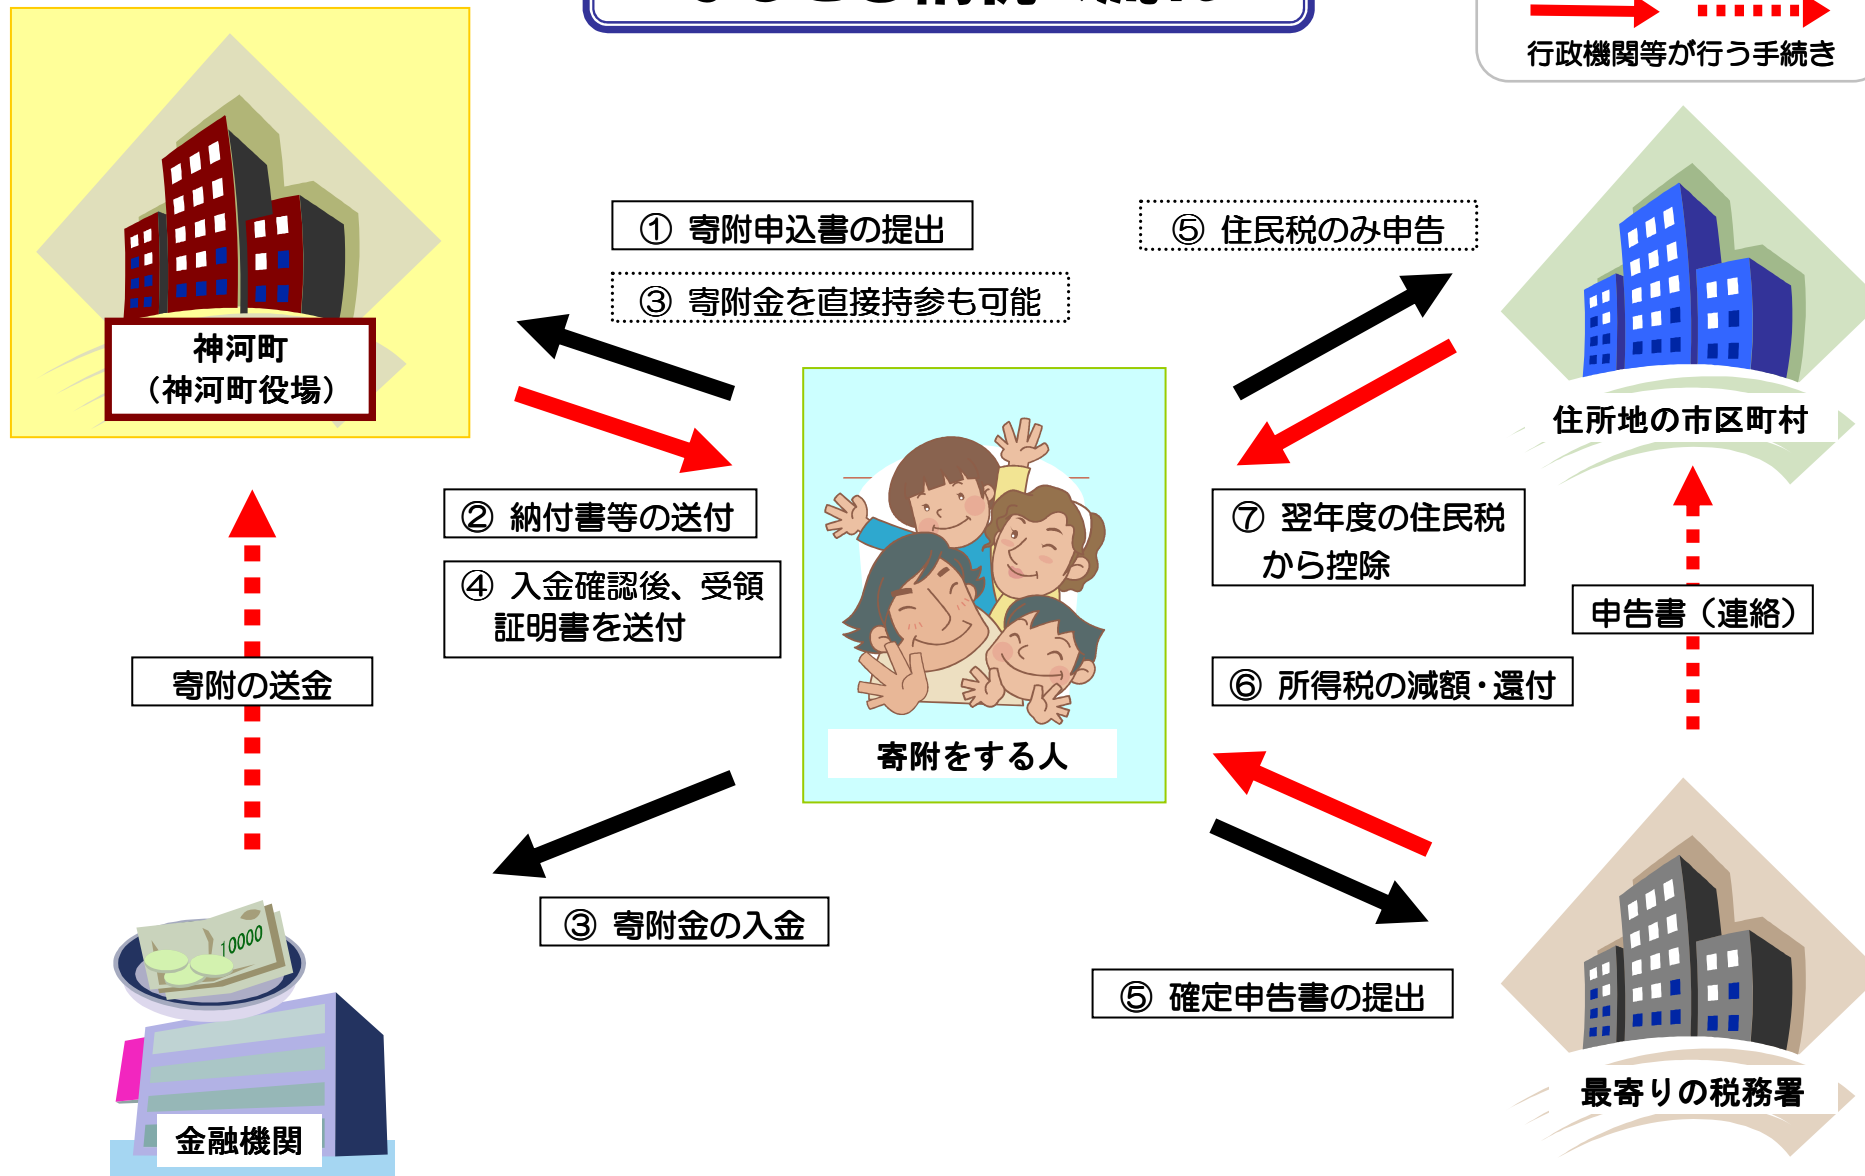 行政機関等が行う手続き
① 寄附申込書の提出
③ 寄附金を直接持参も可能
⑤ 住民税のみ申告
神河町
（神河町役場）
住所地の市区町村
② 納付書等の送付
④ 入金確認後、受領
証明書を送付
⑦ 翌年度の住民税
から控除
申告書（連絡）
寄附の送金
⑥ 所得税の減額・還付
寄附をする人
③ 寄附金の入金
10000
⑤ 確定申告書の提出
最寄りの税務署
金融機関